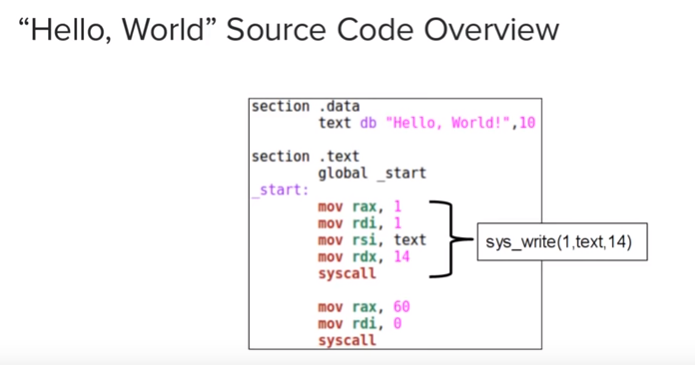 “Hello, World” Source Code Overview
section .data
text db "Hello, World!",10
section .text
global _start
_start:
mov rax, 1
mov rdi, 1
mov rsi, text
mov rdx, 14
syscall
sys_write(1,text,14)
mov rax, 60
mov rdi, 0
syscall